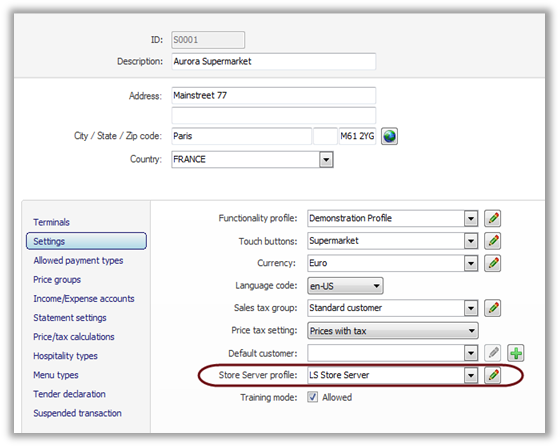 ID: S0001
Description: Aurora Supermarket
Address: Mainstreet 77
City / State / Zip code: Paris M61 2YG
Country: FRANCE
Terminals
Settings
Allowed payment types
Price groups
Income/Expense accounts
Statement settings
Price/tax calculations
Hospitality types
Menu types
Tender declaration
Suspended transaction
Functionality profile: Demonstration Profile
Touch buttons: Supermarket
Currency: Euro
Language code: en-US
Sales tax group: Standard customer
Price tax setting: Prices with tax
Default customer:
Store Server profile: LS Store Server
Training mode: Allowed